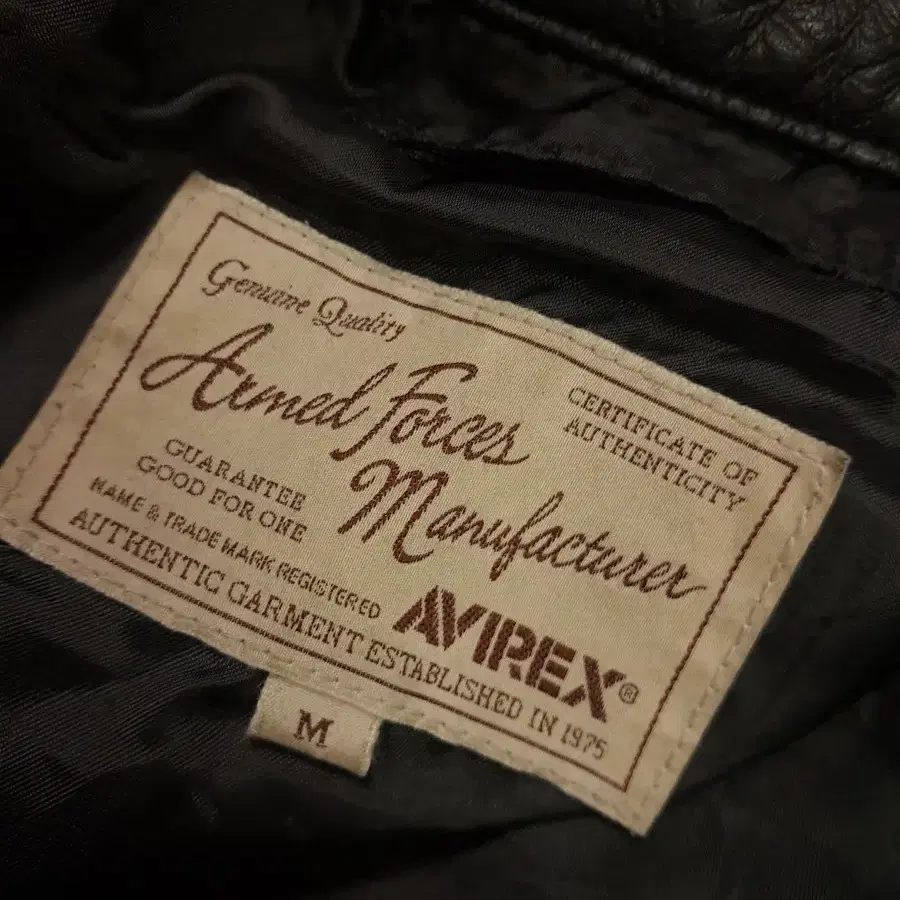 Genuine Quality
Armed Forces
CERTIFICATE OF
AUTHENTICITY
GUARANTEE
GOOD FOR ONE
Manufacturer
NAME & TRADE MARK REGISTERED
AVIREX®
AUTHENTIC GARMENT ESTABLISHED IN 1975
M